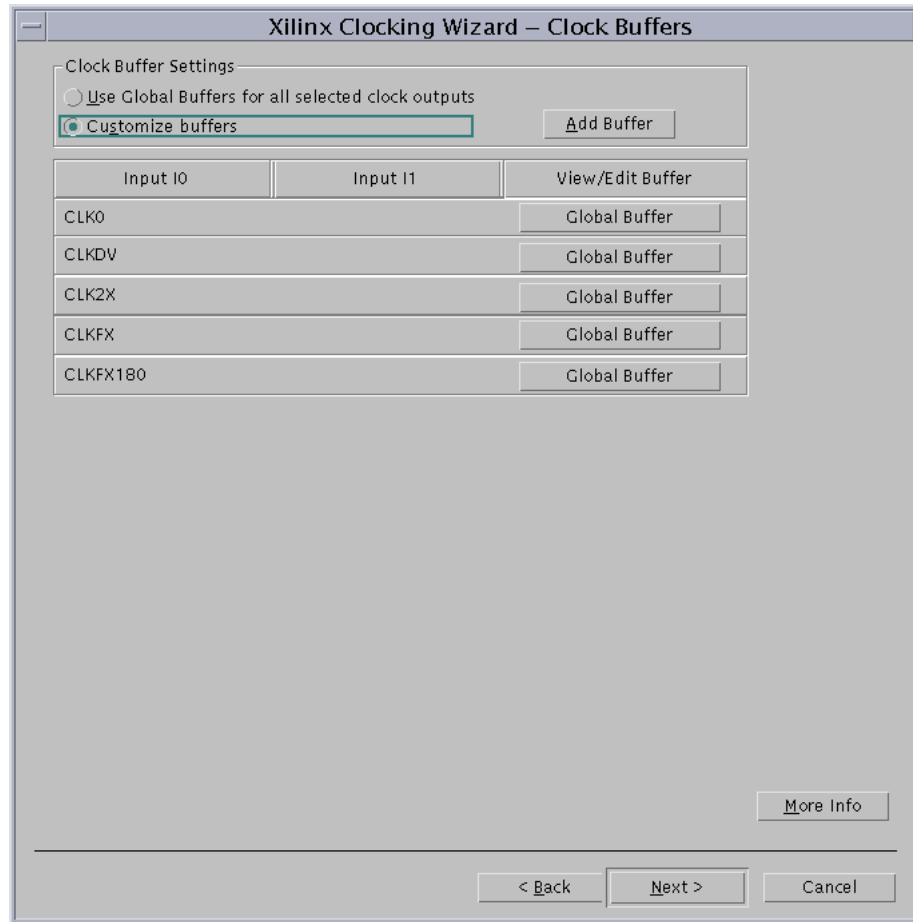 Xilinx Clocking Wizard – Clock Buffers
Clock Buffer Settings
Use Global Buffers for all selected clock outputs
Customize buffers
Add Buffer
Input I0 Input I1 View/Edit Buffer
CLK0 Global Buffer
CLKDV Global Buffer
CLK2X Global Buffer
CLKFX Global Buffer
CLKFX180 Global Buffer
More Info
< Back Next > Cancel